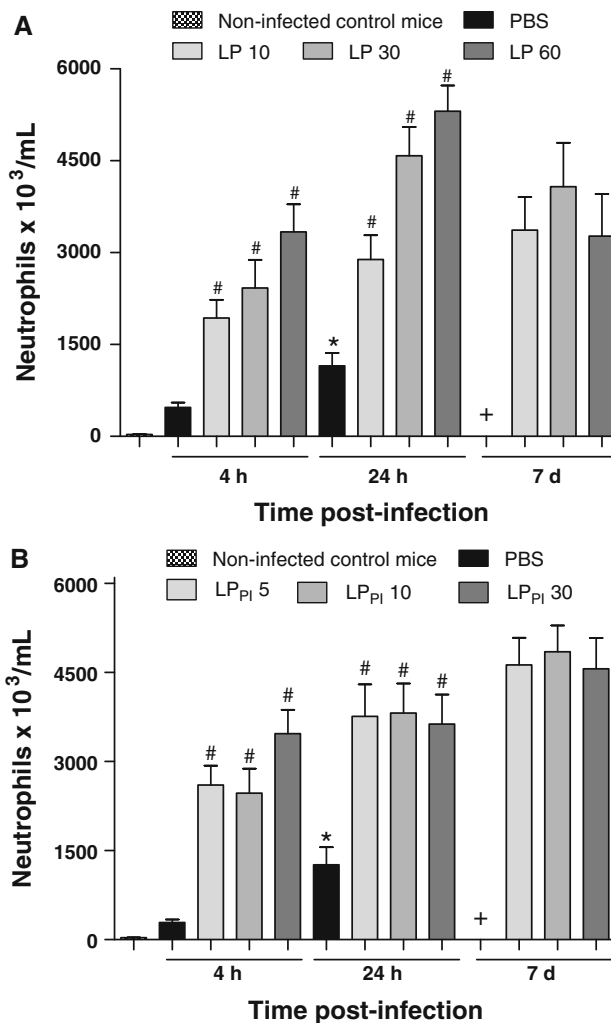 A
Non-infected control mice PBS
LP 10 LP 30 LP 60
Neutrophils x 10³/mL
6000
4500
3000
1500
0
# # #
* # # #
+
4 h 24 h 7 d
Time post-infection
B
Non-infected control mice PBS
LP_PI 5 LP_PI 10 LP_PI 30
Neutrophils x 10³/mL
6000
4500
3000
1500
0
# # #
* # # #
+
4 h 24 h 7 d
Time post-infection